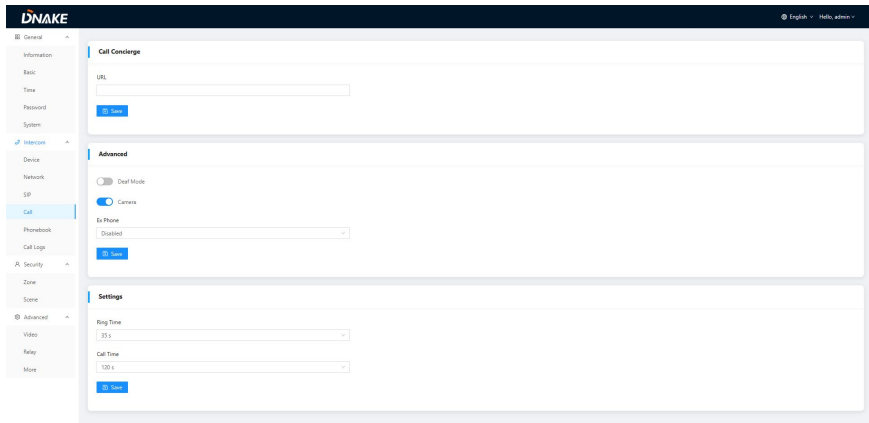 DNAKE
English
Hello, admin
General
Information
Basic
Time
Password
System
Intercom
Device
Network
SIP
Call
Phonebook
Call Logs
Security
Zone
Scene
Advanced
Video
Relay
More
Call Concierge
URL
Save
Advanced
Deaf Mode
Camera
Ex Phone
Disabled
Save
Settings
Ring Time
35 s
Call Time
120 s
Save